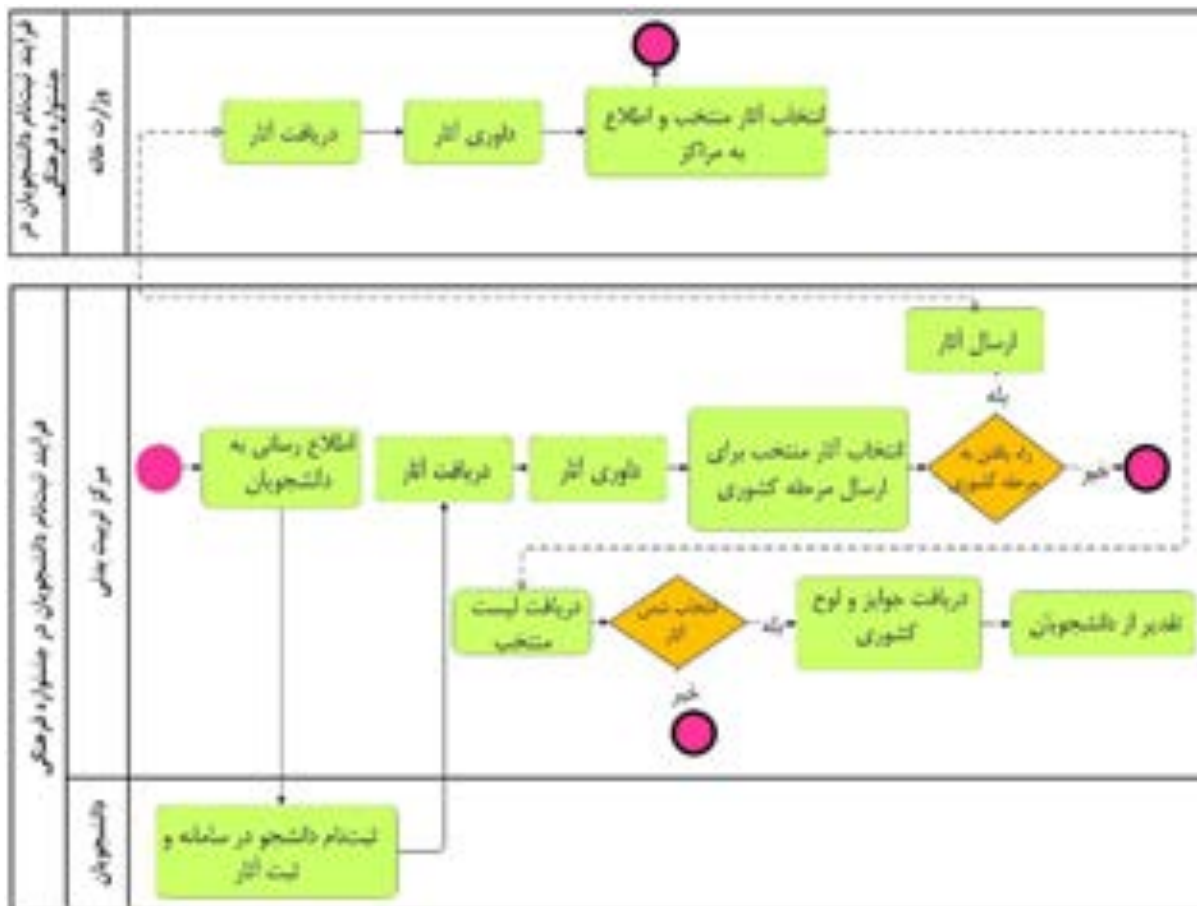 فرایند ثبت‌نام دانشجویان در
جشنواره فرهنگی
وزارت خانه
دریافت آثار
داوری آثار
انتخاب آثار منتخب و اطلاع
به مراکز
فرایند ثبت‌نام دانشجویان در جشنواره فرهنگی
مرکز تربیت بدنی
ارسال آثار
بله
اطلاع رسانی به
دانشجویان
دریافت آثار
داوری آثار
انتخاب آثار منتخب برای
ارسال مرحله کشوری
راه یافتن به
مرحله کشوری
خیر
دریافت لیست
منتخب
انتخاب شدن
آثار
بله
دریافت جوایز و لوح
کشوری
تقدیر از دانشجویان
خیر
دانشجویان
ثبت‌نام دانشجو در سامانه و
ثبت آثار